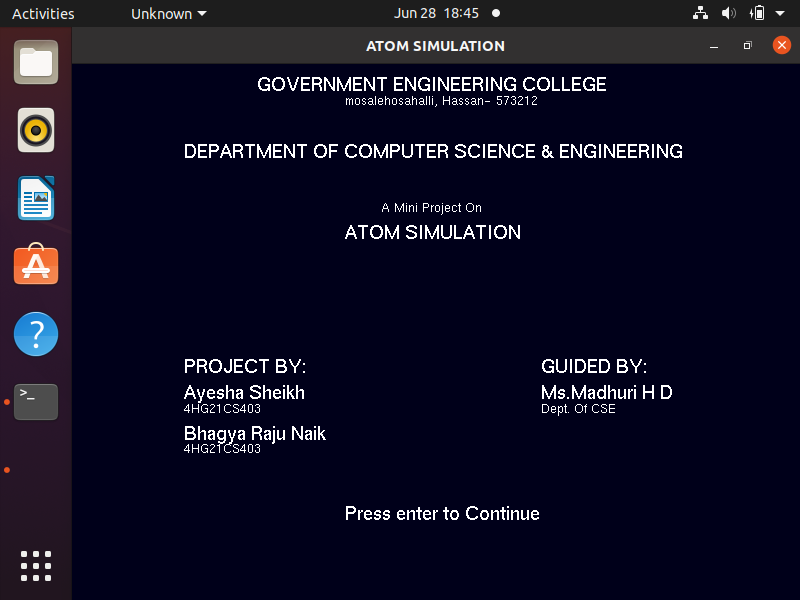 Activities Unknown Jun 28 18:45
ATOM SIMULATION
GOVERNMENT ENGINEERING COLLEGE
mosalehosahalli, Hassan- 573212
DEPARTMENT OF COMPUTER SCIENCE & ENGINEERING
A Mini Project On
ATOM SIMULATION
PROJECT BY: GUIDED BY:
Ayesha Sheikh Ms.Madhuri H D
4HG21CS403 Dept. Of CSE
Bhagya Raju Naik
4HG21CS403
Press enter to Continue